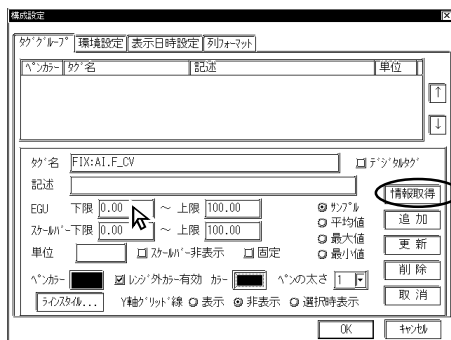 構成設定
ﾀｸﾞｸﾞﾙｰﾌﾟ 環境設定 表示日時設定 列ﾌｫｰﾏｯﾄ
ﾍﾟﾝｶﾗｰ ﾀｸﾞ名 記述 単位
↑
↓
ﾀｸﾞ名 FIX:AI.F_CV ﾃﾞｼﾞﾀﾙﾀｸﾞ
記述 情報取得
EGU 下限 0.00 ～ 上限 100.00 ｻﾝﾌﾟﾙ
ｽｹｰﾙﾊﾞｰ下限 0.00 ～ 上限 100.00 平均値 追 加
単位 ｽｹｰﾙﾊﾞｰ非表示 固定 最大値 更 新
最小値
ﾍﾟﾝｶﾗｰ ﾚﾝｼﾞ外ｶﾗｰ有効 ｶﾗｰ ﾍﾟﾝの太さ 1 削 除
ﾗｲﾝｽﾀｲﾙ... Y軸ｸﾞﾘｯﾄﾞ線 表示 非表示 選択時表示 取 消
OK ｷｬﾝｾﾙ